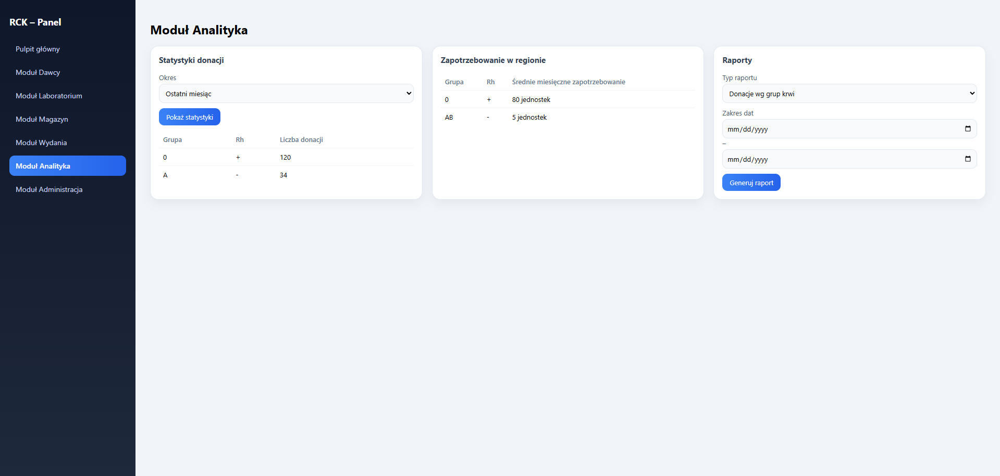 RCK – Panel
Pulpit główny
Moduł Dawcy
Moduł Laboratorium
Moduł Magazyn
Moduł Wydania
Moduł Analityka
Moduł Administracja
Moduł Analityka
Statystyki donacji
Okres
Ostatni miesiąc
Pokaż statystyki
Grupa Rh Liczba donacji
0 + 120
A - 34
Zapotrzebowanie w regionie
Grupa Rh Średnie miesięczne zapotrzebowanie
0 + 80 jednostek
AB - 5 jednostek
Raporty
Typ raportu
Donacje wg grup krwi
Zakres dat
mm/dd/yyyy
–
mm/dd/yyyy
Generuj raport